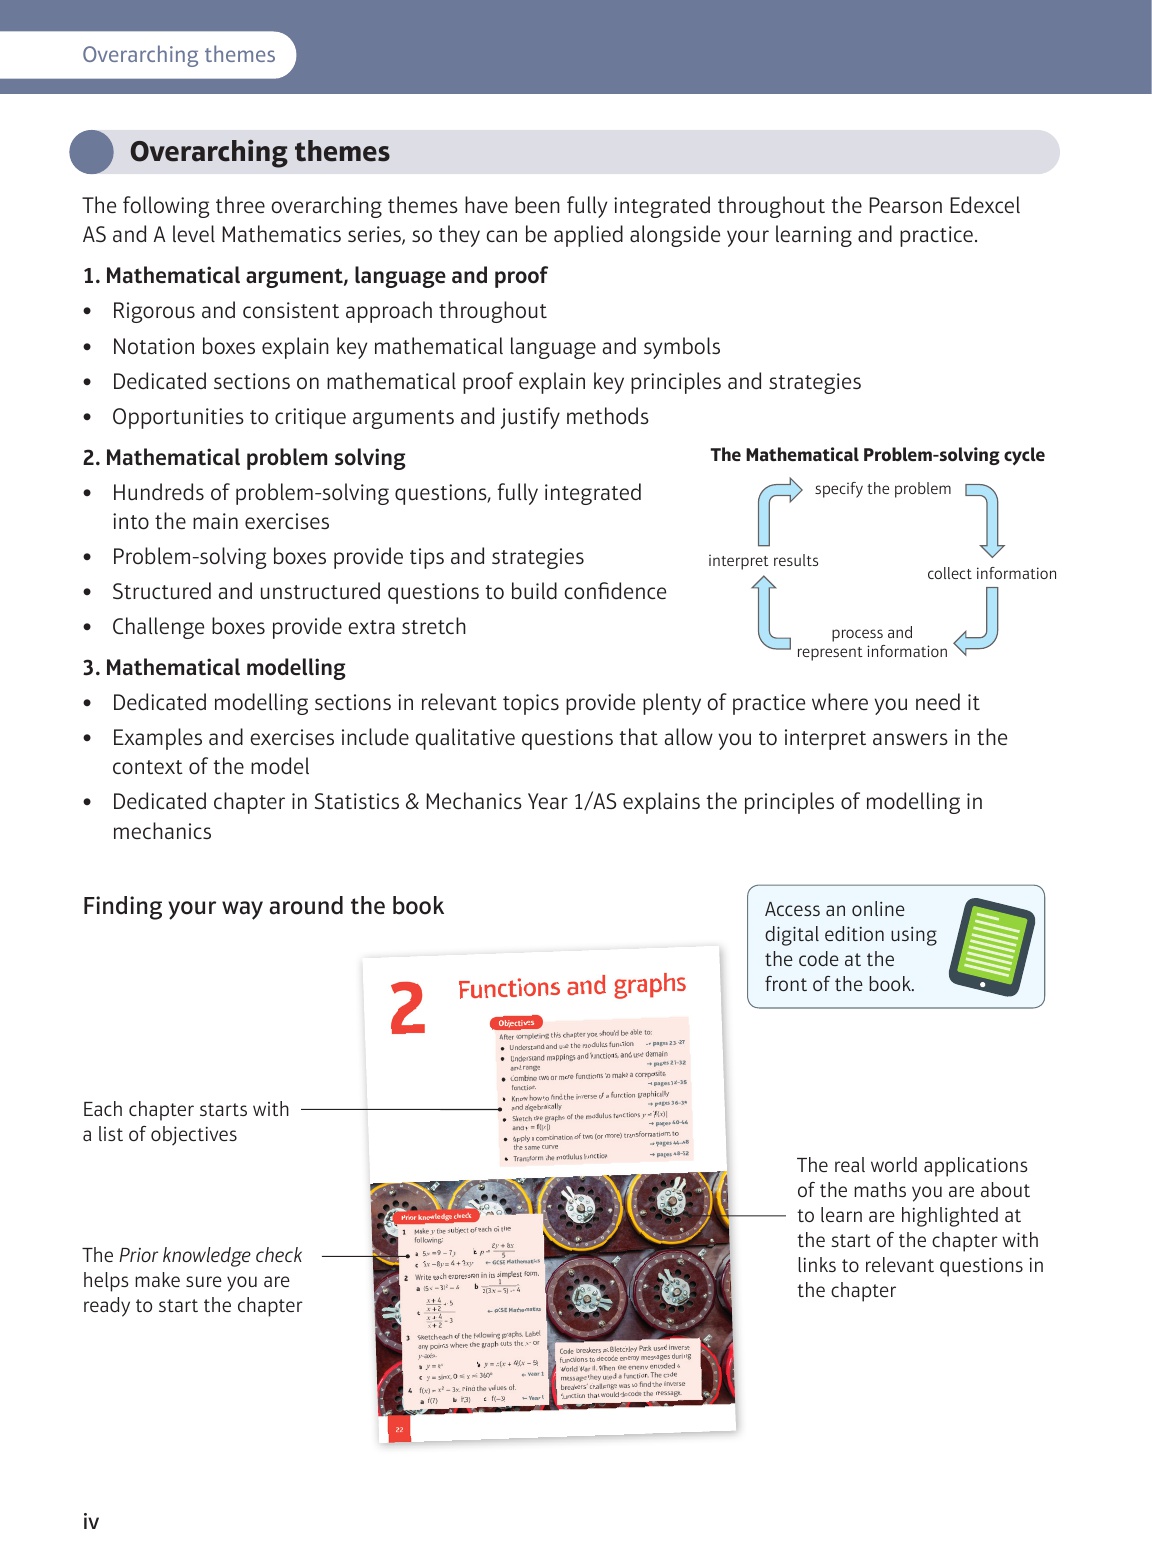 Overarching themes
Overarching themes
The following three overarching themes have been fully integrated throughout the Pearson Edexcel
AS and A level Mathematics series, so they can be applied alongside your learning and practice.
1. Mathematical argument, language and proof
• Rigorous and consistent approach throughout
• Notation boxes explain key mathematical language and symbols
• Dedicated sections on mathematical proof explain key principles and strategies
• Opportunities to critique arguments and justify methods
2. Mathematical problem solving
• Hundreds of problem-solving questions, fully integrated
into the main exercises
• Problem-solving boxes provide tips and strategies
• Structured and unstructured questions to build confidence
• Challenge boxes provide extra stretch
The Mathematical Problem-solving cycle
specify the problem
interpret results
collect information
process and
represent information
3. Mathematical modelling
• Dedicated modelling sections in relevant topics provide plenty of practice where you need it
• Examples and exercises include qualitative questions that allow you to interpret answers in the
context of the model
• Dedicated chapter in Statistics & Mechanics Year 1/AS explains the principles of modelling in
mechanics
Finding your way around the book
Access an online
digital edition using
the code at the
front of the book.
2
Functions and graphs
Objectives
After completing this chapter you should be able to:
• Understand and use the modulus function → pages 23–27
• Understand mappings and functions, and use domain
and range → pages 27–32
• Combine two or more functions to make a composite
function → pages 32–35
• Know how to find the inverse of a function graphically
and algebraically → pages 36–39
• Sketch the graphs of the modulus functions y = |f(x)|
and y = f(|x|) → pages 40–44
• Apply a combination of two (or more) transformations to
the same curve → pages 44–48
• Transform the modulus function → pages 48–52
Each chapter starts with
a list of objectives
The real world applications
of the maths you are about
to learn are highlighted at
the start of the chapter with
links to relevant questions in
the chapter
The Prior knowledge check
helps make sure you are
ready to start the chapter
Prior knowledge check
1 Make y the subject of each of the
following:
a 5x = 9 – 7y b p = (2y + 8x)/5
c 5x – 8y = 4 + 9xy ← GCSE Mathematics
2 Write each expression in its simplest form.
a (5x – 3)² – 4 b 1/(2(3x – 5) – 4)
← GCSE Mathematics
3 Sketch each of the following graphs. Label
any points where the graph cuts the x- or
y-axis.
a y = eˣ b y = x(x + 4)(x – 5)
c y = sin x, 0 ≤ x ≤ 360° ← Year 1
4 f(x) = x² – 3x. Find the values of:
a f(7) b f(3) c f(–3) ← Year 1
Code breakers at Bletchley Park used inverse
functions to decode enemy messages during
World War II. When the enemy encoded a
message they used a function. The code
breakers' challenge was to find the inverse
function that would decode the message.
22
iv